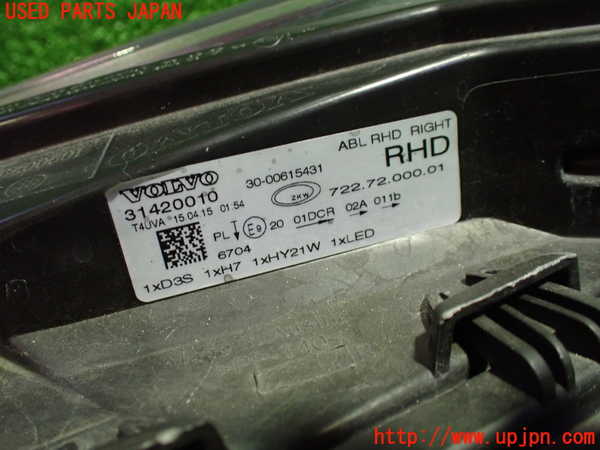 USED PARTS JAPAN
ABL RHD RIGHT
VOLVO 30-00615431 RHD
31420010 ZKW 722.72.000.01
T4JVA 15.04.15 01:54
PL E9 20 01DCR 02A 011b
6704
1xD3S 1xH7 1xHY21W 1xLED
http://www.upjpn.com